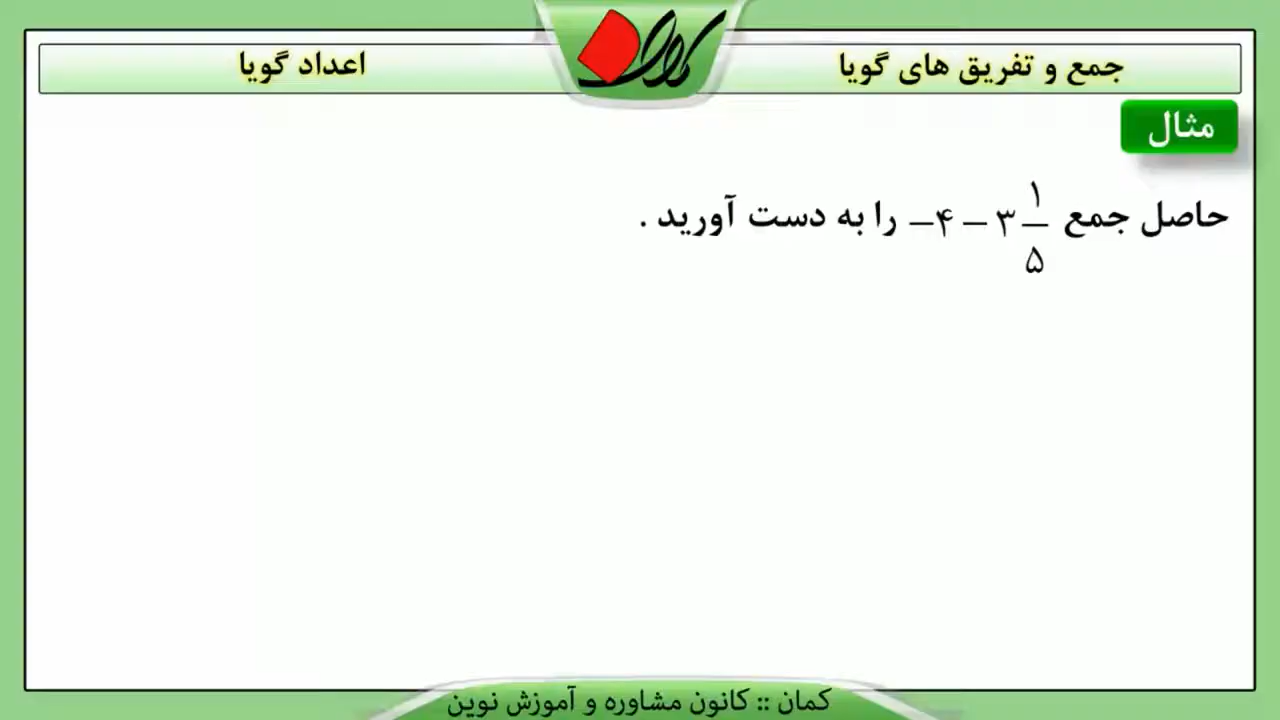 جمع و تفریق های گویا
اعداد گویا
مثال
حاصل جمع −۴ − ۳ ۱/۵ را به دست آورید .
کمان :: کانون مشاوره و آموزش نوین